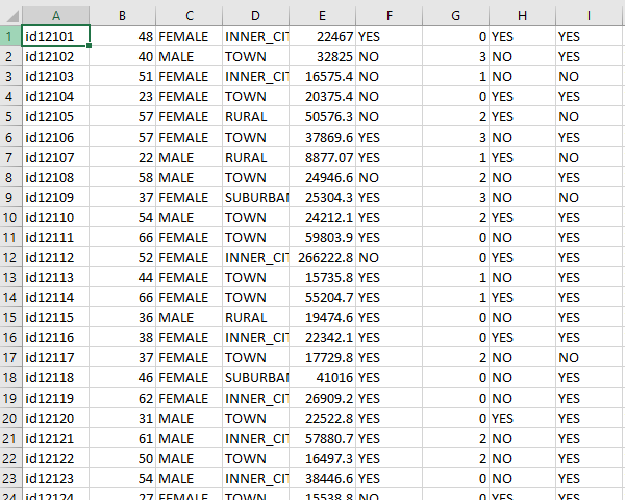 A B C D E F G H I
1 id12101 48 FEMALE INNER_CIT 22467 YES 0 YES YES
2 id12102 40 MALE TOWN 32825 NO 3 NO YES
3 id12103 51 FEMALE INNER_CIT 16575.4 NO 1 NO NO
4 id12104 23 FEMALE TOWN 20375.4 NO 0 YES YES
5 id12105 57 FEMALE RURAL 50576.3 YES 2 YES NO
6 id12106 57 FEMALE TOWN 37869.6 YES 3 NO YES
7 id12107 22 MALE RURAL 8877.07 YES 1 YES NO
8 id12108 58 MALE TOWN 24946.6 NO 2 NO YES
9 id12109 37 FEMALE SUBURBAN 25304.3 YES 3 NO NO
10 id12110 54 MALE TOWN 24212.1 YES 2 YES YES
11 id12111 66 FEMALE TOWN 59803.9 YES 0 NO YES
12 id12112 52 FEMALE INNER_CIT 266222.8 NO 0 YES YES
13 id12113 44 FEMALE TOWN 15735.8 YES 1 NO YES
14 id12114 66 FEMALE TOWN 55204.7 YES 1 YES YES
15 id12115 36 MALE RURAL 19474.6 YES 0 NO YES
16 id12116 38 FEMALE INNER_CIT 22342.1 YES 0 YES YES
17 id12117 37 FEMALE TOWN 17729.8 YES 2 NO NO
18 id12118 46 FEMALE SUBURBAN 41016 YES 0 NO YES
19 id12119 62 FEMALE INNER_CIT 26909.2 YES 0 NO YES
20 id12120 31 MALE TOWN 22522.8 YES 0 YES YES
21 id12121 61 MALE INNER_CIT 57880.7 YES 2 NO YES
22 id12122 50 MALE TOWN 16497.3 YES 2 NO YES
23 id12123 54 MALE INNER_CIT 38446.6 YES 0 NO YES
24 id12124 27 FEMALE TOWN 15538.8 NO 0 YES YES